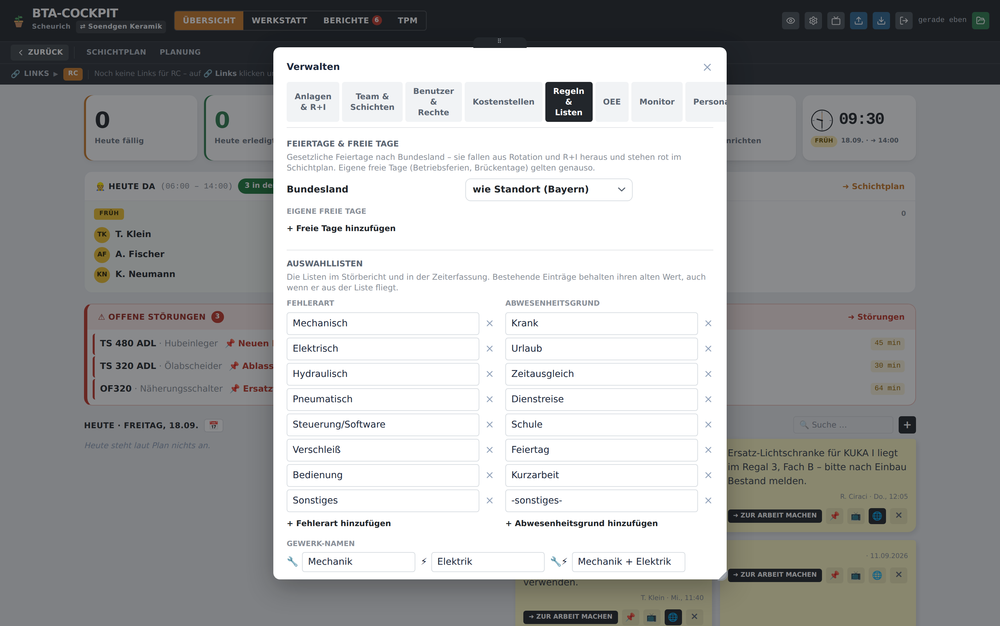 BTA-COCKPIT
Scheurich ⇄ Soendgen Keramik
ÜBERSICHT WERKSTATT BERICHTE 6 TPM
gerade eben
ZURÜCK SCHICHTPLAN PLANUNG
LINKS ▶ RC Noch keine Links für RC – auf 🔗 Links klicken
Verwalten
Anlagen
& R+I
Team &
Schichten
Benutzer
&
Rechte
Kostenstellen
Regeln
&
Listen
OEE
Monitor
Persona
0
Heute fällig
0
Heute erledigt
nrichten
09:30
FRÜH 18.09. · ➔ 14:00
FEIERTAGE & FREIE TAGE
Gesetzliche Feiertage nach Bundesland – sie fallen aus Rotation und R+I heraus und stehen rot im
Schichtplan. Eigene freie Tage (Betriebsferien, Brückentage) gelten genauso.
Bundesland wie Standort (Bayern)
EIGENE FREIE TAGE
+ Freie Tage hinzufügen
HEUTE DA (06:00 – 14:00) 3 in der
➔ Schichtplan
FRÜH
0
TK T. Klein
AF A. Fischer
KN K. Neumann
AUSWAHLLISTEN
Die Listen im Störbericht und in der Zeiterfassung. Bestehende Einträge behalten ihren alten Wert, auch
wenn er aus der Liste fliegt.
FEHLERART
Mechanisch
Elektrisch
Hydraulisch
Pneumatisch
Steuerung/Software
Verschleiß
Bedienung
Sonstiges
+ Fehlerart hinzufügen
ABWESENHEITSGRUND
Krank
Urlaub
Zeitausgleich
Dienstreise
Schule
Feiertag
Kurzarbeit
-sonstiges-
+ Abwesenheitsgrund hinzufügen
GEWERK-NAMEN
Mechanik
Elektrik
Mechanik + Elektrik
⚠ OFFENE STÖRUNGEN 3
➔ Störungen
TS 480 ADL · Hubeinleger 📌 Neuen
45 min
TS 320 ADL · Ölabscheider 📌 Ablass
30 min
OF320 · Näherungsschalter 📌 Ersatz
64 min
HEUTE · FREITAG, 18.09.
Heute steht laut Plan nichts an.
🔍 Suche ...
+
Ersatz-Lichtschranke für KUKA I liegt
im Regal 3, Fach B – bitte nach Einbau
Bestand melden.
R. Ciraci · Do., 12:05
➔ ZUR ARBEIT MACHEN
· 11.09.2026
➔ ZUR ARBEIT MACHEN
verwenden.
T. Klein · Mi., 11:40
➔ ZUR ARBEIT MACHEN